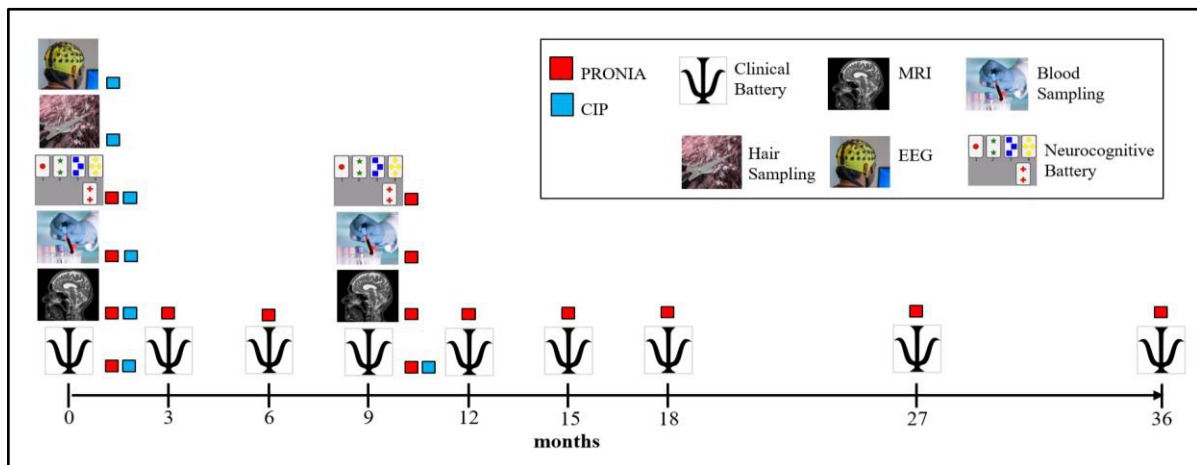 PRONIA
CIP
Clinical
Battery
MRI
Blood
Sampling
Hair
Sampling
EEG
Neurocognitive
Battery
0
3
6
9
12
15
18
27
36
months